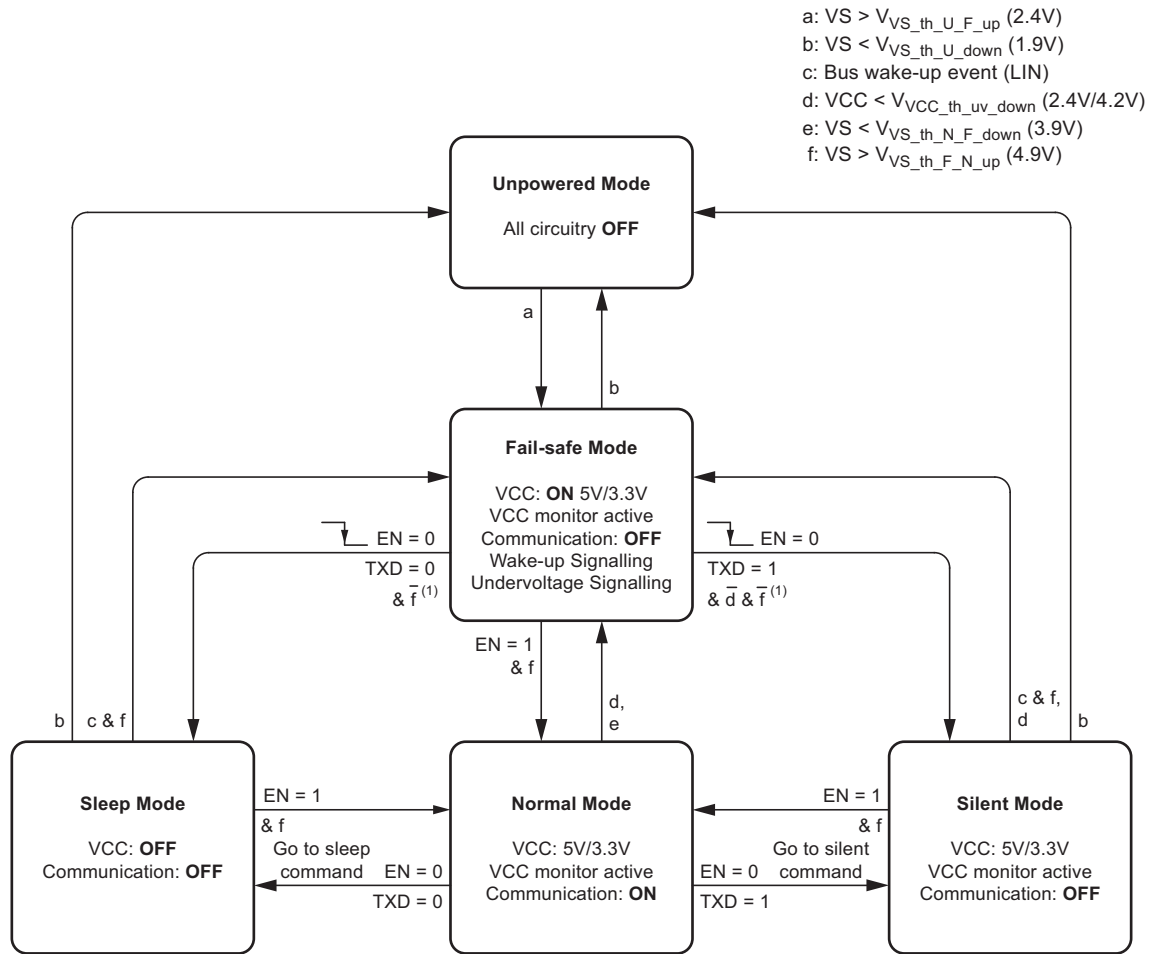 a: VS > V_VS_th_U_F_up (2.4V)
b: VS < V_VS_th_U_down (1.9V)
c: Bus wake-up event (LIN)
d: VCC < V_VCC_th_uv_down (2.4V/4.2V)
e: VS < V_VS_th_N_F_down (3.9V)
f: VS > V_VS_th_F_N_up (4.9V)
Unpowered Mode
All circuitry OFF
a
b
Fail-safe Mode
VCC: ON 5V/3.3V
VCC monitor active
Communication: OFF
Wake-up Signalling
Undervoltage Signalling
EN = 0
TXD = 0
& f̅ (1)
EN = 0
TXD = 1
& d̅ & f̅ (1)
EN = 1
& f
d,
e
b
c & f
c & f,
d
b
Sleep Mode
VCC: OFF
Communication: OFF
EN = 1
& f
Go to sleep
command
EN = 0
TXD = 0
Normal Mode
VCC: 5V/3.3V
VCC monitor active
Communication: ON
EN = 1
& f
Go to silent
command
EN = 0
TXD = 1
Silent Mode
VCC: 5V/3.3V
VCC monitor active
Communication: OFF